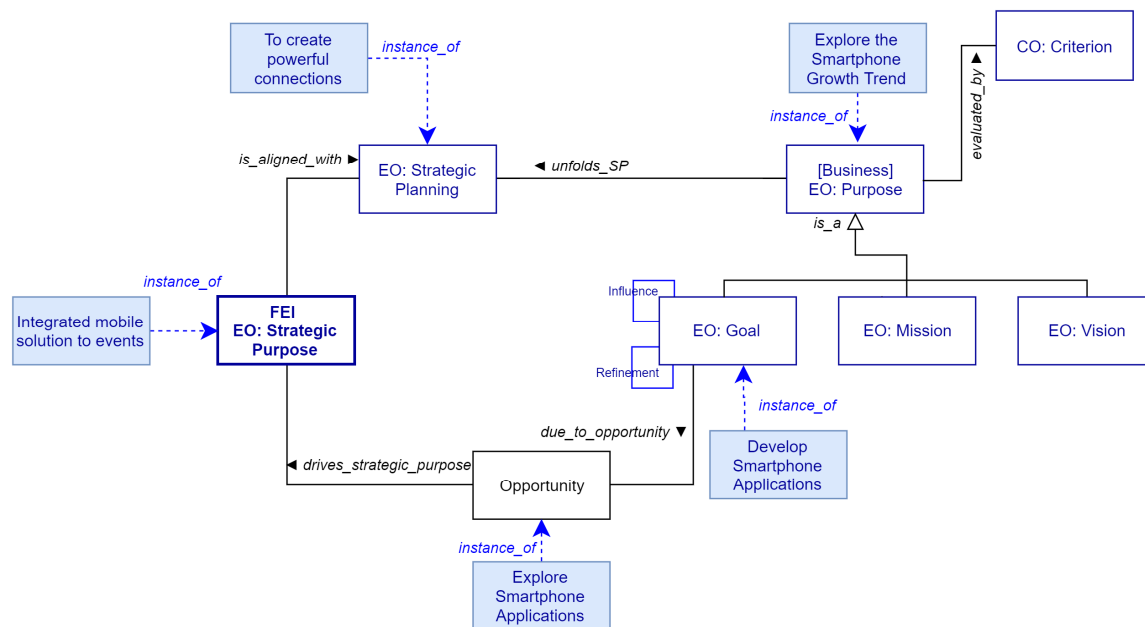 To create
powerful
connections
instance_of
Explore the
Smartphone
Growth Trend
CO: Criterion
evaluated_by
instance_of
is_aligned_with
EO: Strategic
Planning
unfolds_SP
[Business]
EO: Purpose
is_a
instance_of
Integrated mobile
solution to events
FEI
EO: Strategic
Purpose
Influence
EO: Goal
EO: Mission
EO: Vision
Refinement
instance_of
due_to_opportunity
Develop
Smartphone
Applications
drives_strategic_purpose
Opportunity
instance_of
Explore
Smartphone
Applications